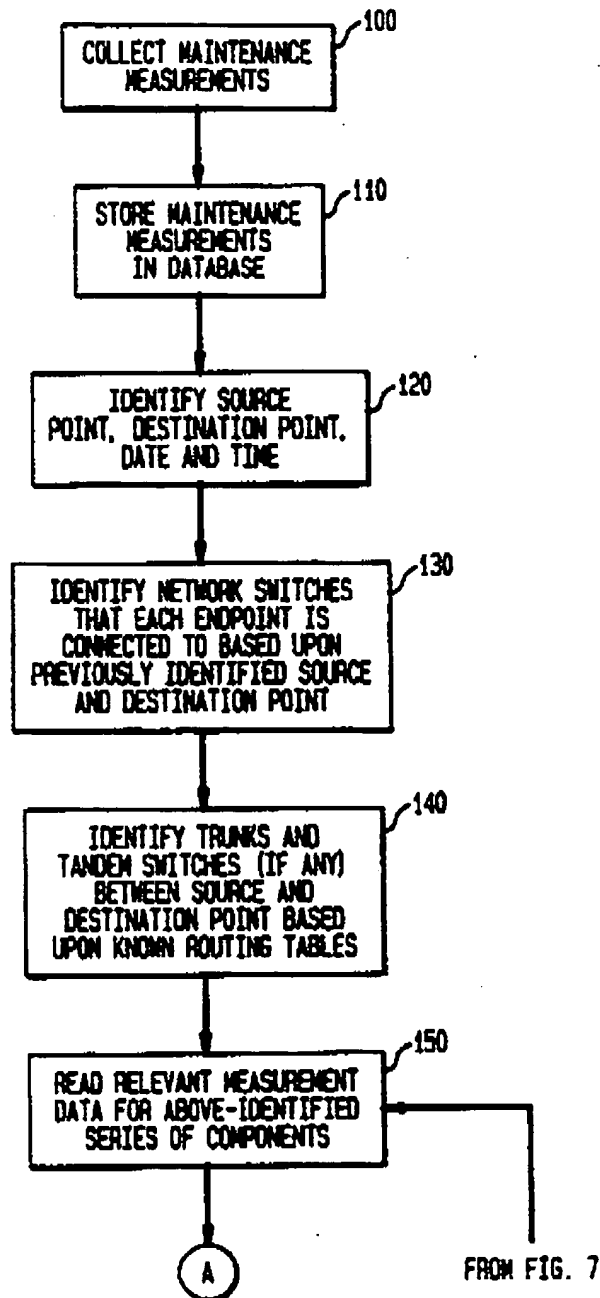 100
COLLECT MAINTENANCE
MEASUREMENTS
110
STORE MAINTENANCE
MEASUREMENTS
IN DATABASE
120
IDENTIFY SOURCE
POINT, DESTINATION POINT,
DATE AND TIME
130
IDENTIFY NETWORK SWITCHES
THAT EACH ENDPOINT IS
CONNECTED TO BASED UPON
PREVIOUSLY IDENTIFIED SOURCE
AND DESTINATION POINT
140
IDENTIFY TRUNKS AND
TANDEM SWITCHES (IF ANY)
BETWEEN SOURCE AND
DESTINATION POINT BASED
UPON KNOWN ROUTING TABLES
150
READ RELEVANT MEASUREMENT
DATA FOR ABOVE-IDENTIFIED
SERIES OF COMPONENTS
A
FROM FIG. 7